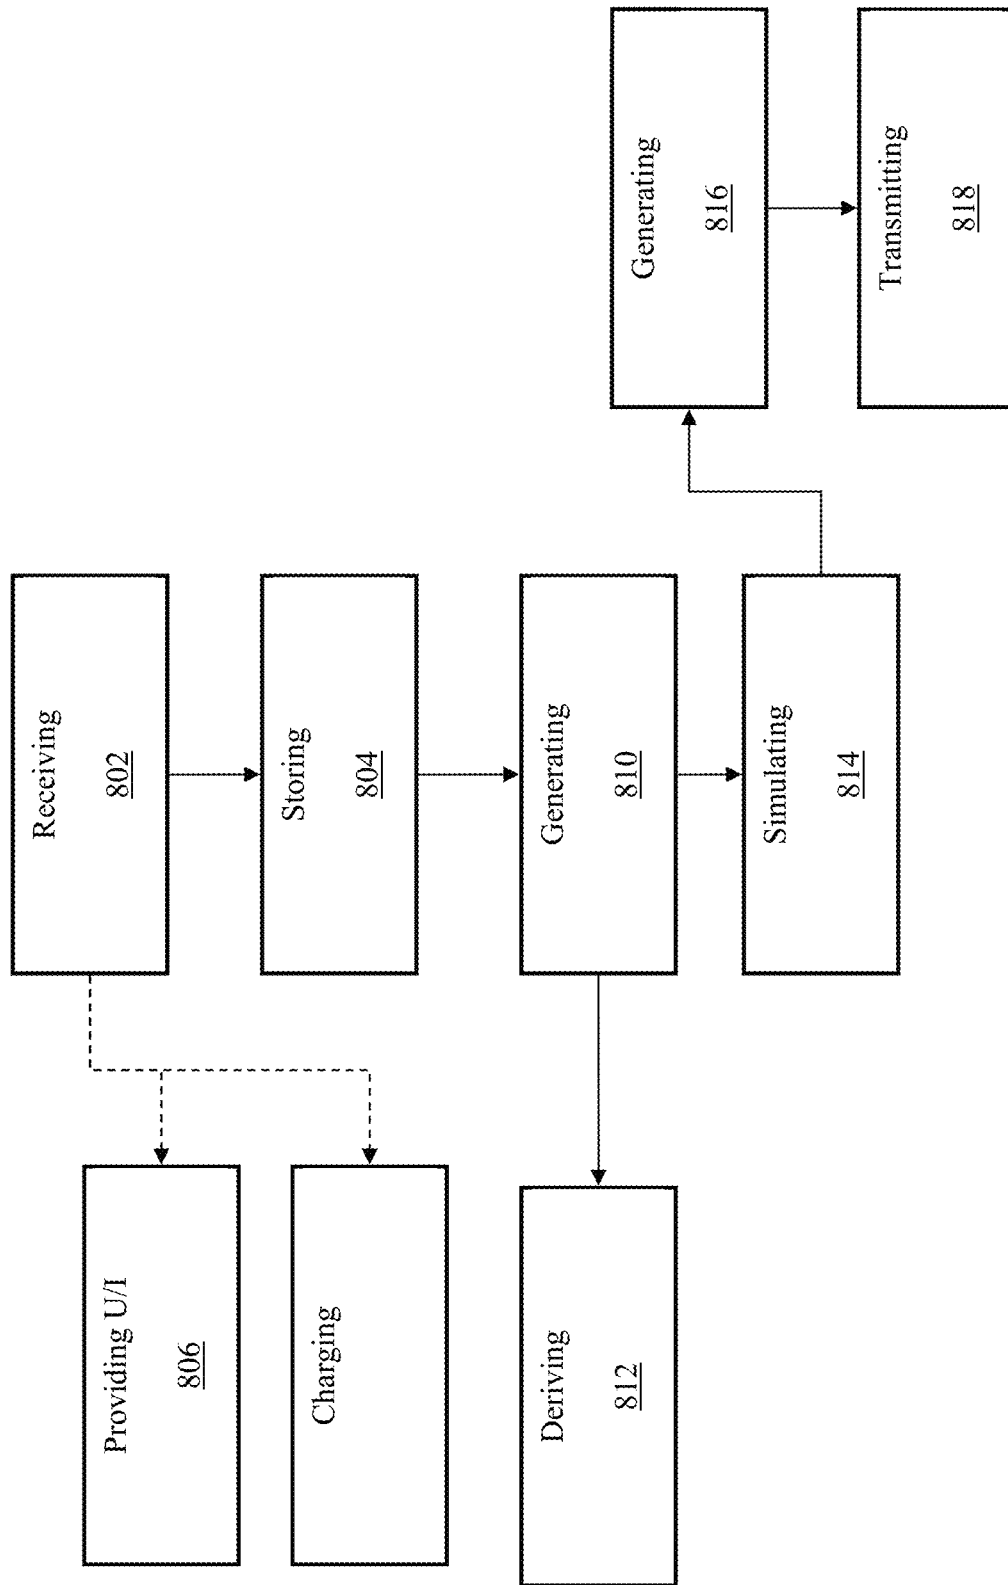 Receiving
802
Storing
804
Providing U/I
806
Charging
Generating
810
Deriving
812
Simulating
814
Generating
816
Transmitting
818